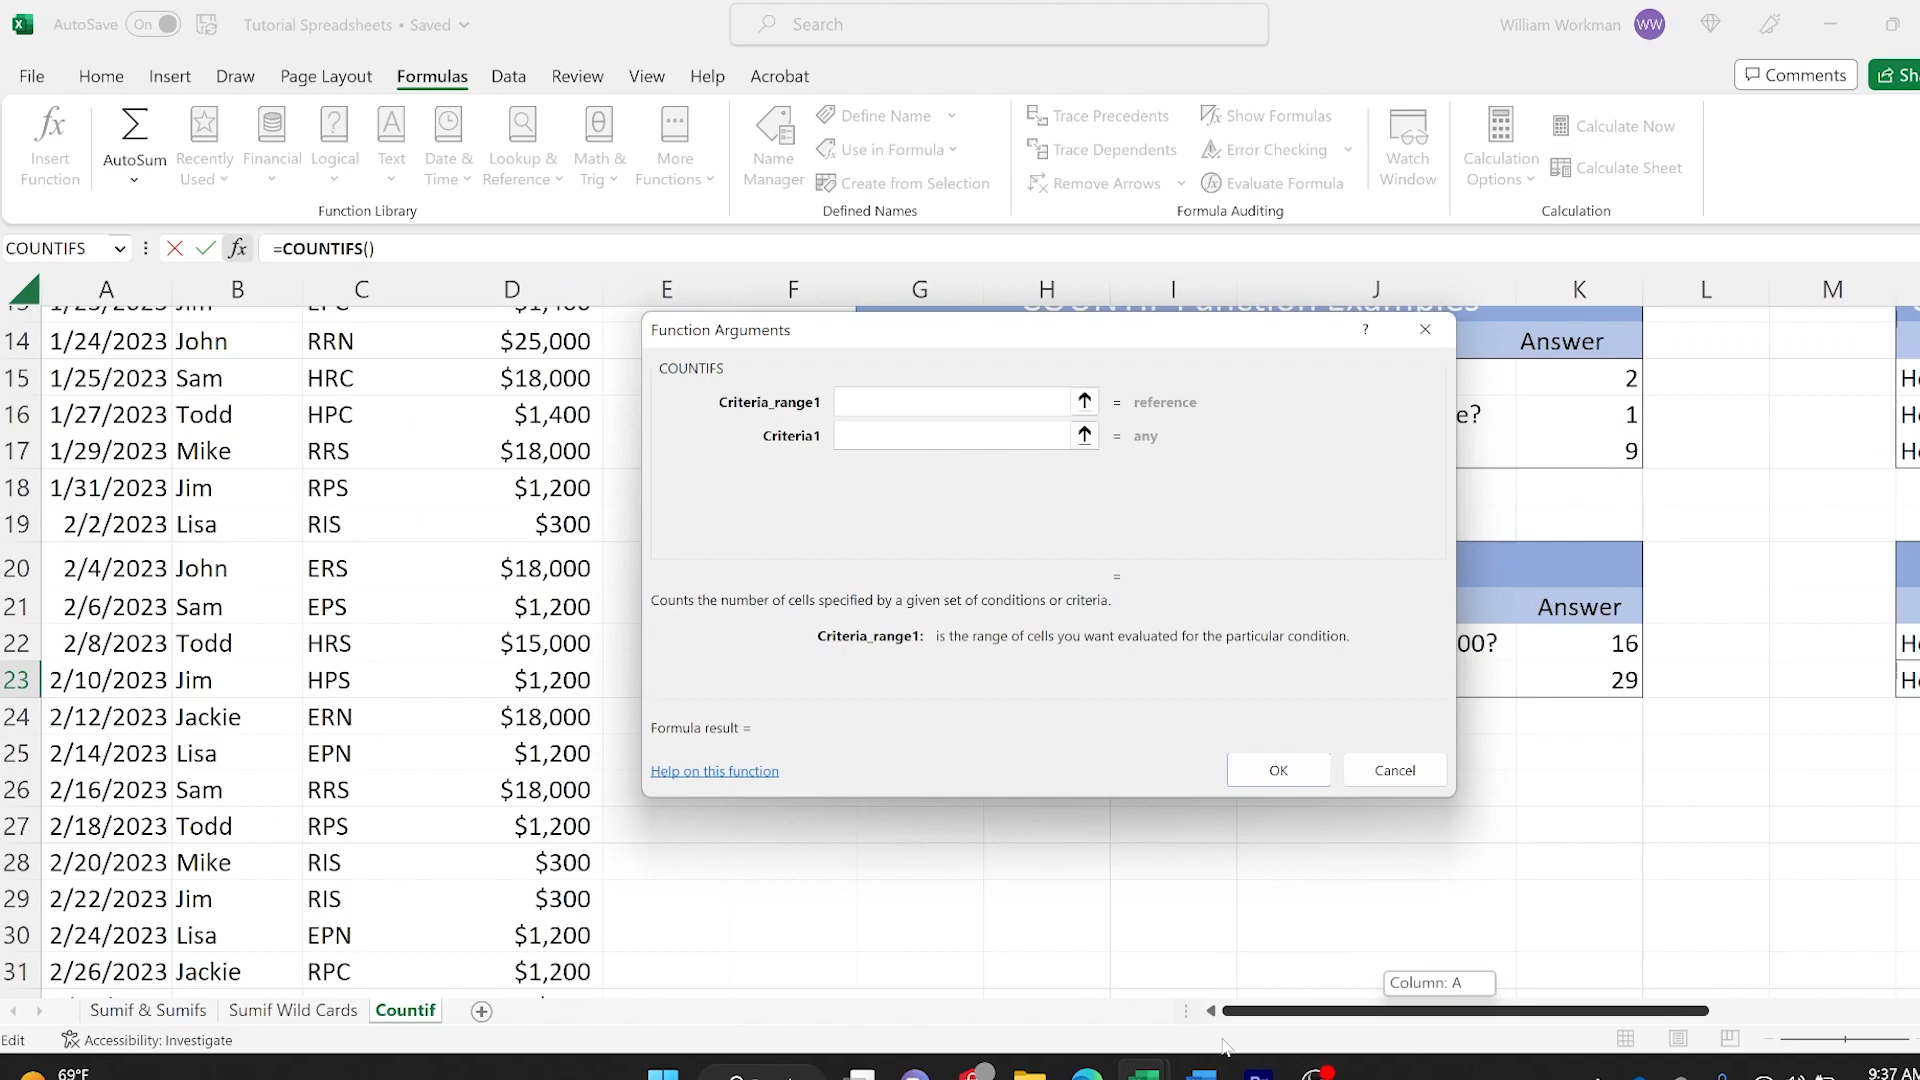 AutoSave On Tutorial Spreadsheets • Saved Search William Workman WW
File Home Insert Draw Page Layout Formulas Data Review View Help Acrobat Comments
Insert Function AutoSum Recently Used Financial Logical Text Date & Time Lookup & Reference Math & Trig More Functions
Function Library
Name Manager Define Name Use in Formula Create from Selection
Defined Names
Trace Precedents Show Formulas
Trace Dependents Error Checking
Remove Arrows Evaluate Formula
Watch Window
Formula Auditing
Calculation Options Calculate Now Calculate Sheet
Calculation
COUNTIFS fx =COUNTIFS()
A B C D E F G H I J K L M
14 1/24/2023 John RRN $25,000 Answer
15 1/25/2023 Sam HRC $18,000 2
16 1/27/2023 Todd HPC $1,400 e? 1
17 1/29/2023 Mike RRS $18,000 9
18 1/31/2023 Jim RPS $1,200
19 2/2/2023 Lisa RIS $300
20 2/4/2023 John ERS $18,000
21 2/6/2023 Sam EPS $1,200 Answer
22 2/8/2023 Todd HRS $15,000 00? 16
23 2/10/2023 Jim HPS $1,200 29
24 2/12/2023 Jackie ERN $18,000
25 2/14/2023 Lisa EPN $1,200
26 2/16/2023 Sam RRS $18,000
27 2/18/2023 Todd RPS $1,200
28 2/20/2023 Mike RIS $300
29 2/22/2023 Jim RIS $300
30 2/24/2023 Lisa EPN $1,200
31 2/26/2023 Jackie RPC $1,200
Function Arguments ?
COUNTIFS
Criteria_range1 = reference
Criteria1 = any
=
Counts the number of cells specified by a given set of conditions or criteria.
Criteria_range1: is the range of cells you want evaluated for the particular condition.
Formula result =
Help on this function OK Cancel
Column: A
Sumif & Sumifs Sumif Wild Cards Countif
Edit Accessibility: Investigate
69°F 9:37 AM